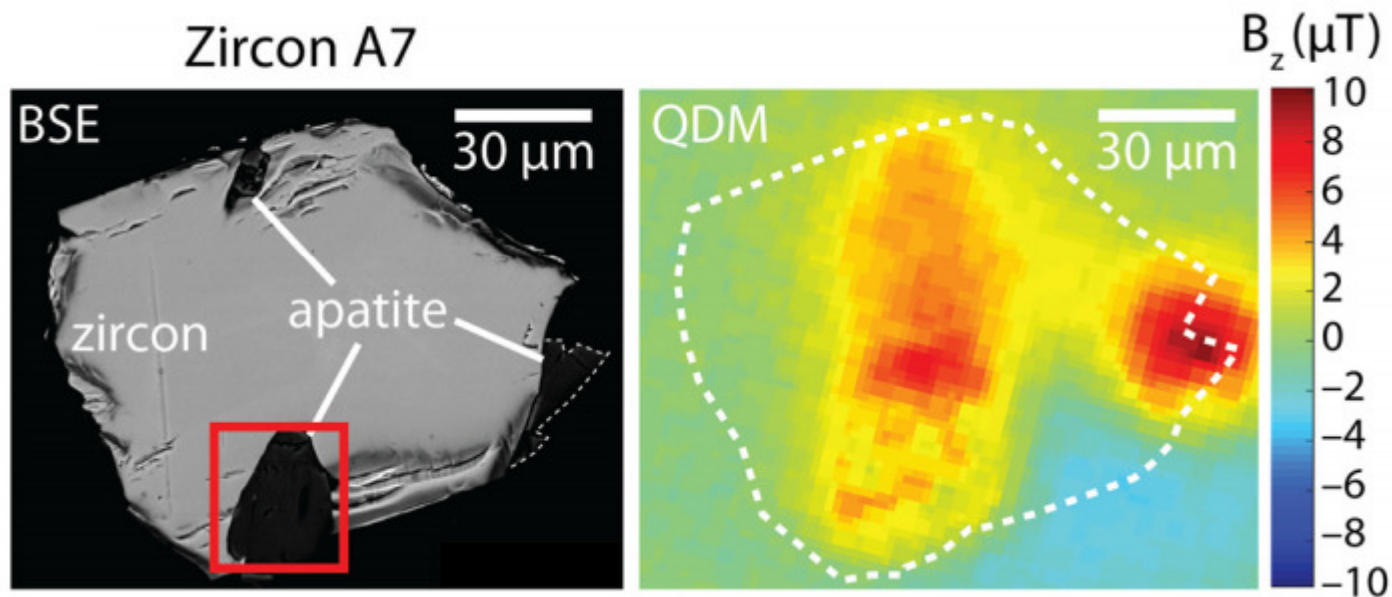 Zircon A7
BSE
30 µm
zircon
apatite
QDM
30 µm
B_z (µT)
10
8
6
4
2
0
−2
−4
−6
−8
−10